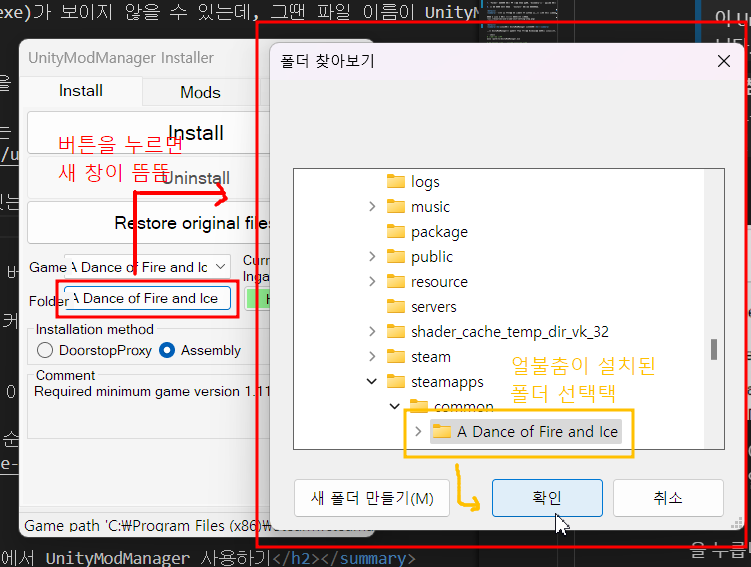 exe)가 보이지 않을 수 있는데, 그땐 파일 이름이
UnityModManager Installer
Install
Mods
Install
Uninstall
Restore original files
버튼을 누르면
새 창이 뜸뜩
Game
A Dance of Fire and Ic
Folder
A Dance of Fire and Ice
Installation method
DoorstopProxy
Assembly
Comment
Required minimum game version 1.11
Game path 'C:₩Program Files (x86)₩
에서 UnityModManager 사용하기</h2></summary>
폴더 찾아보기
logs
music
package
public
resource
servers
shader_cache_temp_dir_vk_32
steam
steamapps
common
A Dance of Fire and Ice
얼불춤이 설치된
폴더 선택택
새 폴더 만들기(M)
확인
취소